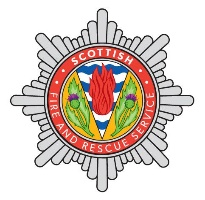 • SCOTTISH •
FIRE AND RESCUE SERVICE